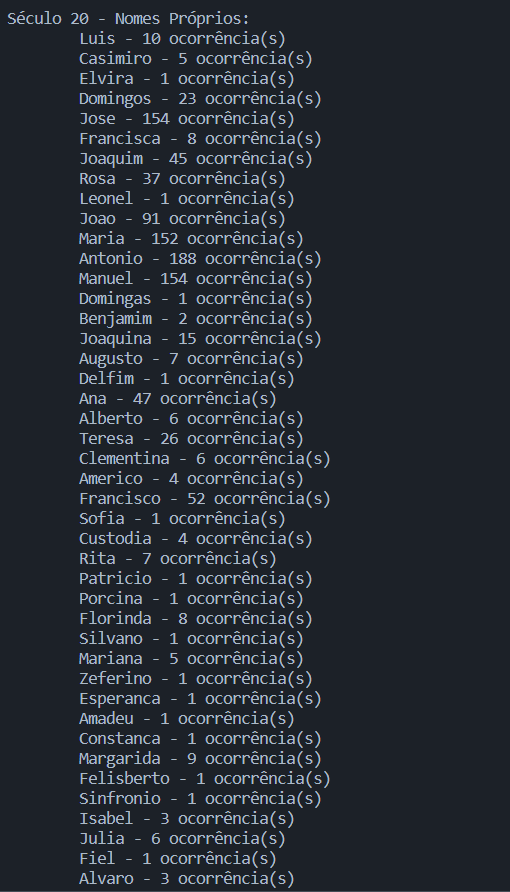 Século 20 - Nomes Próprios:
Luis - 10 ocorrência(s)
Casimiro - 5 ocorrência(s)
Elvira - 1 ocorrência(s)
Domingos - 23 ocorrência(s)
Jose - 154 ocorrência(s)
Francisca - 8 ocorrência(s)
Joaquim - 45 ocorrência(s)
Rosa - 37 ocorrência(s)
Leonel - 1 ocorrência(s)
Joao - 91 ocorrência(s)
Maria - 152 ocorrência(s)
Antonio - 188 ocorrência(s)
Manuel - 154 ocorrência(s)
Domingas - 1 ocorrência(s)
Benjamim - 2 ocorrência(s)
Joaquina - 15 ocorrência(s)
Augusto - 7 ocorrência(s)
Delfim - 1 ocorrência(s)
Ana - 47 ocorrência(s)
Alberto - 6 ocorrência(s)
Teresa - 26 ocorrência(s)
Clementina - 6 ocorrência(s)
Americo - 4 ocorrência(s)
Francisco - 52 ocorrência(s)
Sofia - 1 ocorrência(s)
Custodia - 4 ocorrência(s)
Rita - 7 ocorrência(s)
Patricio - 1 ocorrência(s)
Porcina - 1 ocorrência(s)
Florinda - 8 ocorrência(s)
Silvano - 1 ocorrência(s)
Mariana - 5 ocorrência(s)
Zeferino - 1 ocorrência(s)
Esperanca - 1 ocorrência(s)
Amadeu - 1 ocorrência(s)
Constanca - 1 ocorrência(s)
Margarida - 9 ocorrência(s)
Felisberto - 1 ocorrência(s)
Sinfronio - 1 ocorrência(s)
Isabel - 3 ocorrência(s)
Julia - 6 ocorrência(s)
Fiel - 1 ocorrência(s)
Alvaro - 3 ocorrência(s)